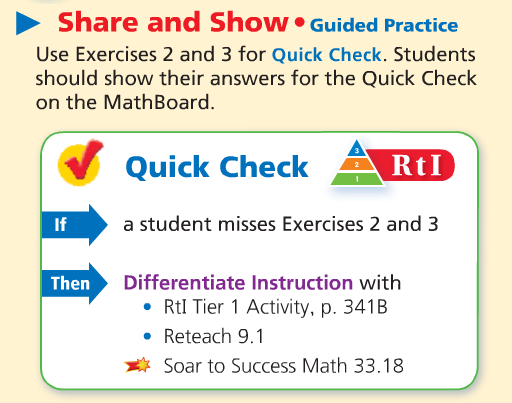 Share and Show • Guided Practice
Use Exercises 2 and 3 for Quick Check. Students
should show their answers for the Quick Check
on the MathBoard.
Quick Check
3
2
1
RtI
If
a student misses Exercises 2 and 3
Then
Differentiate Instruction with
• RtI Tier 1 Activity, p. 341B
• Reteach 9.1
Soar to Success Math 33.18